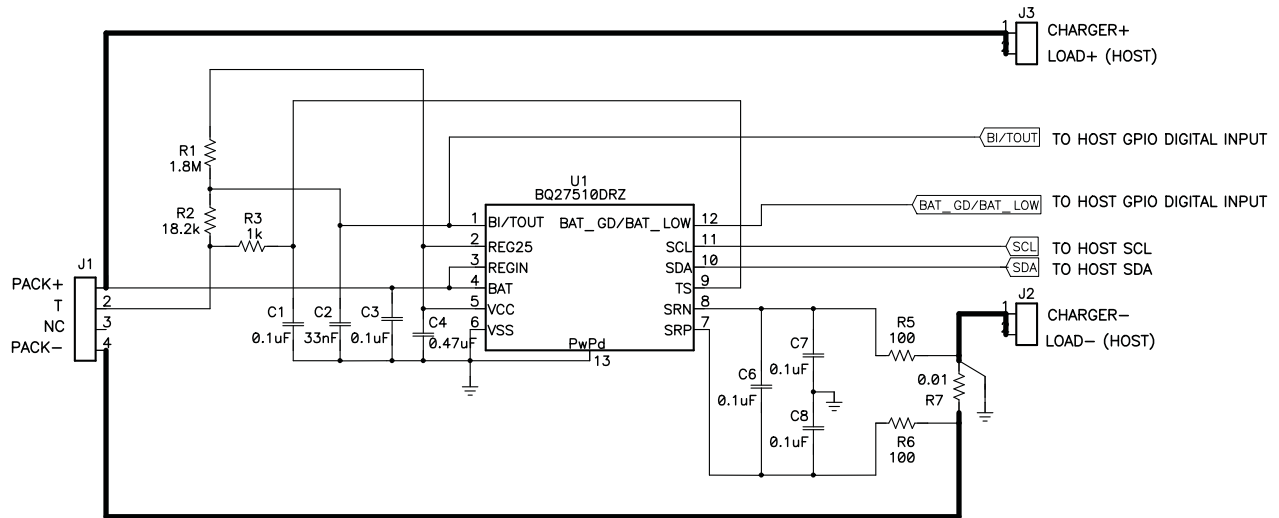 J3
1
CHARGER+
LOAD+ (HOST)
BI/TOUT TO HOST GPIO DIGITAL INPUT
R1
1.8M
U1
BQ27510DRZ
R2
18.2k
R3
1k
BAT_GD/BAT_LOW TO HOST GPIO DIGITAL INPUT
1 BI/TOUT BAT_GD/BAT_LOW 12
2 REG25 SCL 11
SCL TO HOST SCL
3 REGIN SDA 10
SDA TO HOST SDA
4 BAT TS 9
5 VCC SRN 8
6 VSS SRP 7
PwPd
13
J1
PACK+
T 2
NC 3
PACK- 4
C1
0.1uF
C2
33nF
C3
0.1uF
C4
0.47uF
J2
1
CHARGER-
LOAD- (HOST)
R5
100
C7
0.1uF
C6
0.1uF
0.01
R7
C8
0.1uF
R6
100